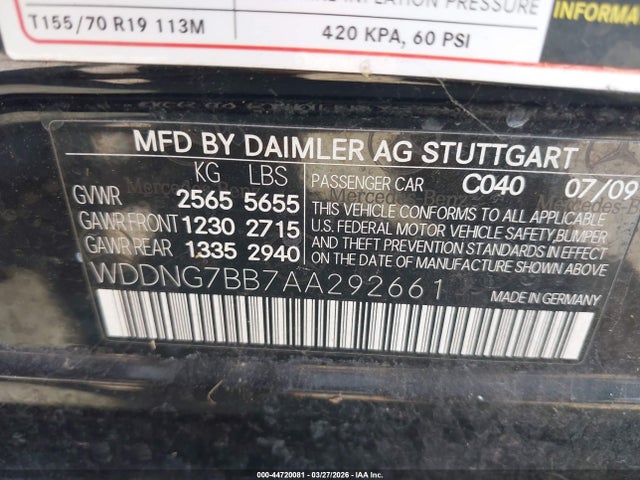 INFLATION PRESSURE
T155/70 R19 113M
420 KPA, 60 PSI
INFORMA
MFD BY DAIMLER AG STUTTGART
KG LBS
GVWR 2565 5655
GAWR FRONT 1230 2715
GAWR REAR 1335 2940
PASSENGER CAR C040 07/09
THIS VEHICLE CONFORMS TO ALL APPLICABLE
U.S. FEDERAL MOTOR VEHICLE SAFETY, BUMPER
AND THEFT PREVENTION STANDARDS IN EFFECT
ON THE DATE OF MANUFACTURE SHOWN ABOVE
WDDNG7BB7AA292661
MADE IN GERMANY
000-44720081 | 03/27/2026 | IAA Inc.